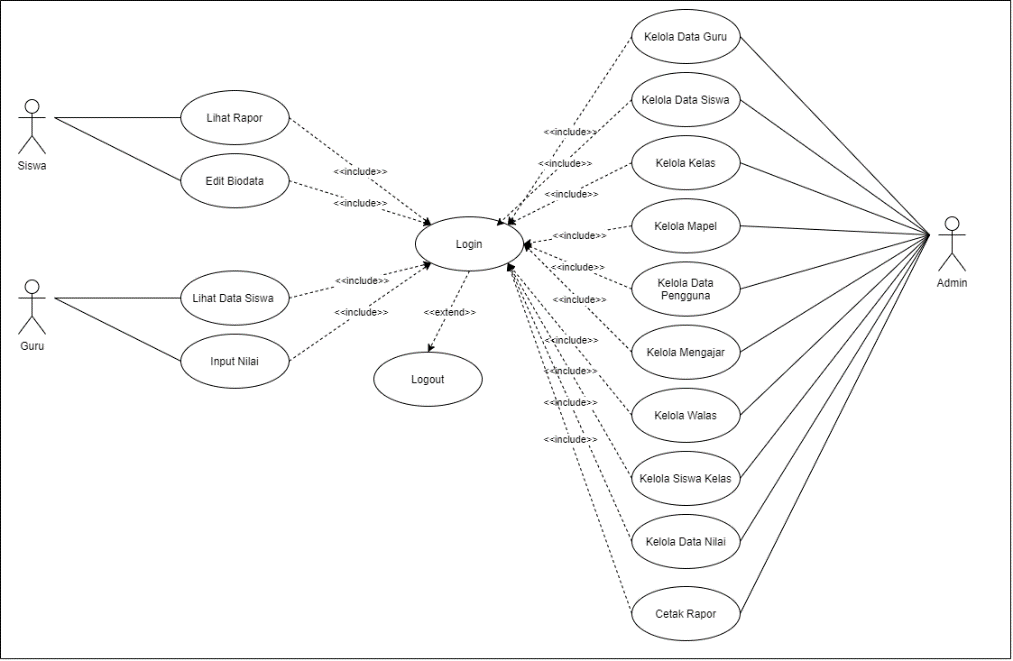 Kelola Data Guru
Kelola Data Siswa
Lihat Rapor
<<include>>
Siswa
<<include>>
Kelola Kelas
<<include>>
Edit Biodata
<<include>>
<<include>>
Kelola Mapel
<<include>>
Login
Kelola Data
Pengguna
<<include>>
Admin
<<include>>
Lihat Data Siswa
<<include>>
<<include>>
<<extend>>
Guru
<<include>>
Kelola Mengajar
Input Nilai
<<include>>
Logout
<<include>>
Kelola Walas
<<include>>
Kelola Siswa Kelas
Kelola Data Nilai
Cetak Rapor